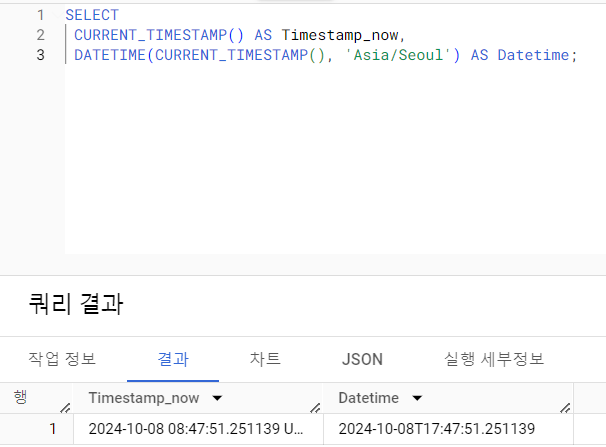 1 SELECT
2 CURRENT_TIMESTAMP() AS Timestamp_now,
3 DATETIME(CURRENT_TIMESTAMP(), 'Asia/Seoul') AS Datetime;
쿼리 결과
작업 정보 결과 차트 JSON 실행 세부정보
행 Timestamp_now Datetime
1 2024-10-08 08:47:51.251139 U... 2024-10-08T17:47:51.251139